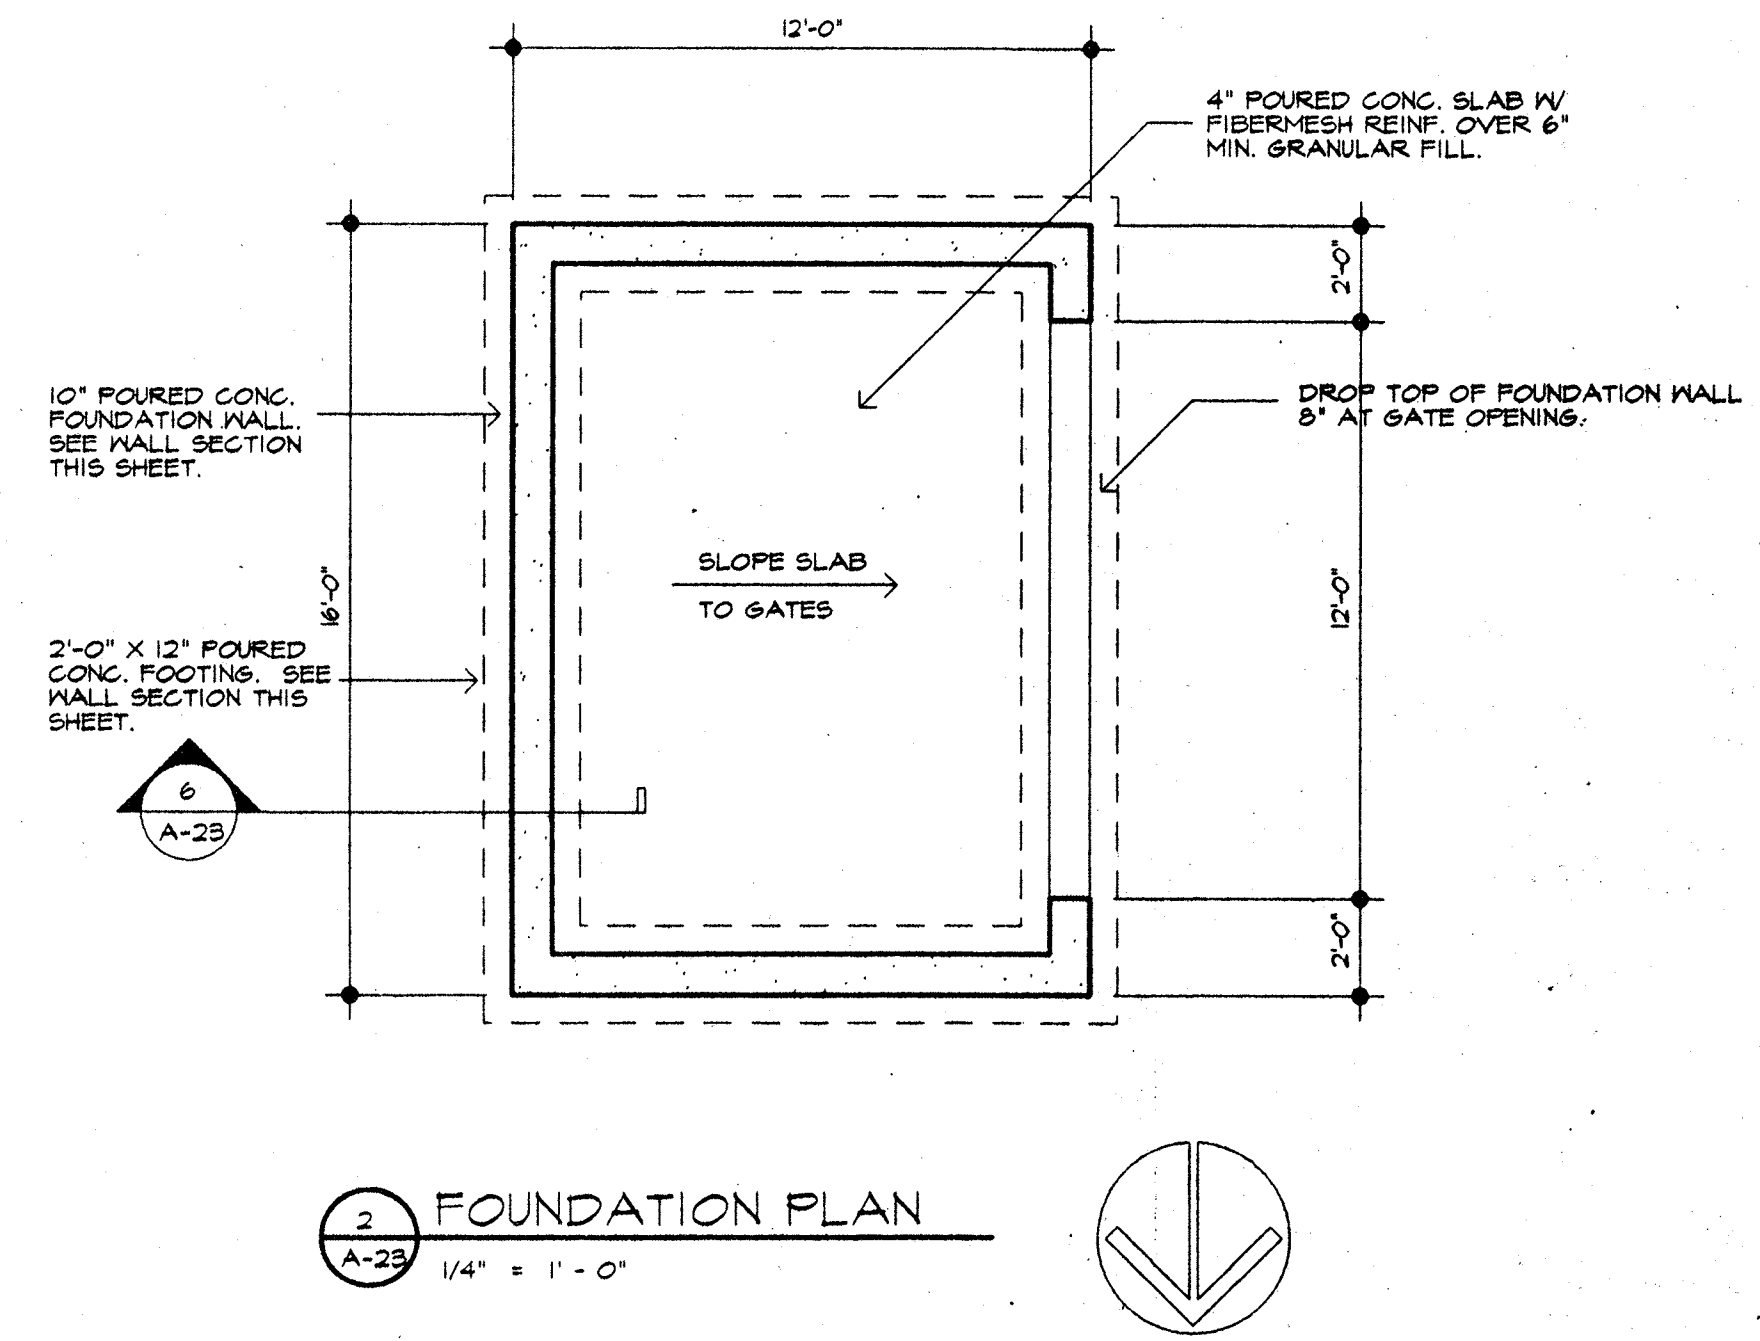 12'-0"
4" POURED CONC. SLAB W/
FIBERMESH REINF. OVER 6"
MIN. GRANULAR FILL.
2'-0"
10" POURED CONC.
FOUNDATION WALL.
SEE WALL SECTION
THIS SHEET.
DROP TOP OF FOUNDATION WALL
8" AT GATE OPENING.
SLOPE SLAB
TO GATES
16'-0"
12'-0"
2'-0" X 12" POURED
CONC. FOOTING. SEE
WALL SECTION THIS
SHEET.
6
A-23
2'-0"
2
A-23
FOUNDATION PLAN
1/4" = 1' - 0"